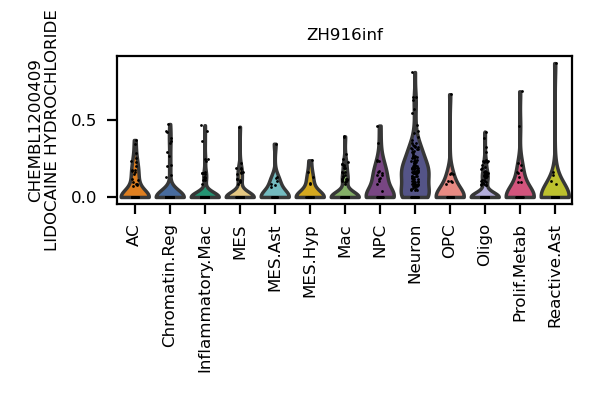 ZH916inf
CHEMBL1200409
LIDOCAINE HYDROCHLORIDE
0.5
0.0
AC
Chromatin.Reg
Inflammatory.Mac
MES
MES.Ast
MES.Hyp
Mac
NPC
Neuron
OPC
Oligo
Prolif.Metab
Reactive.Ast